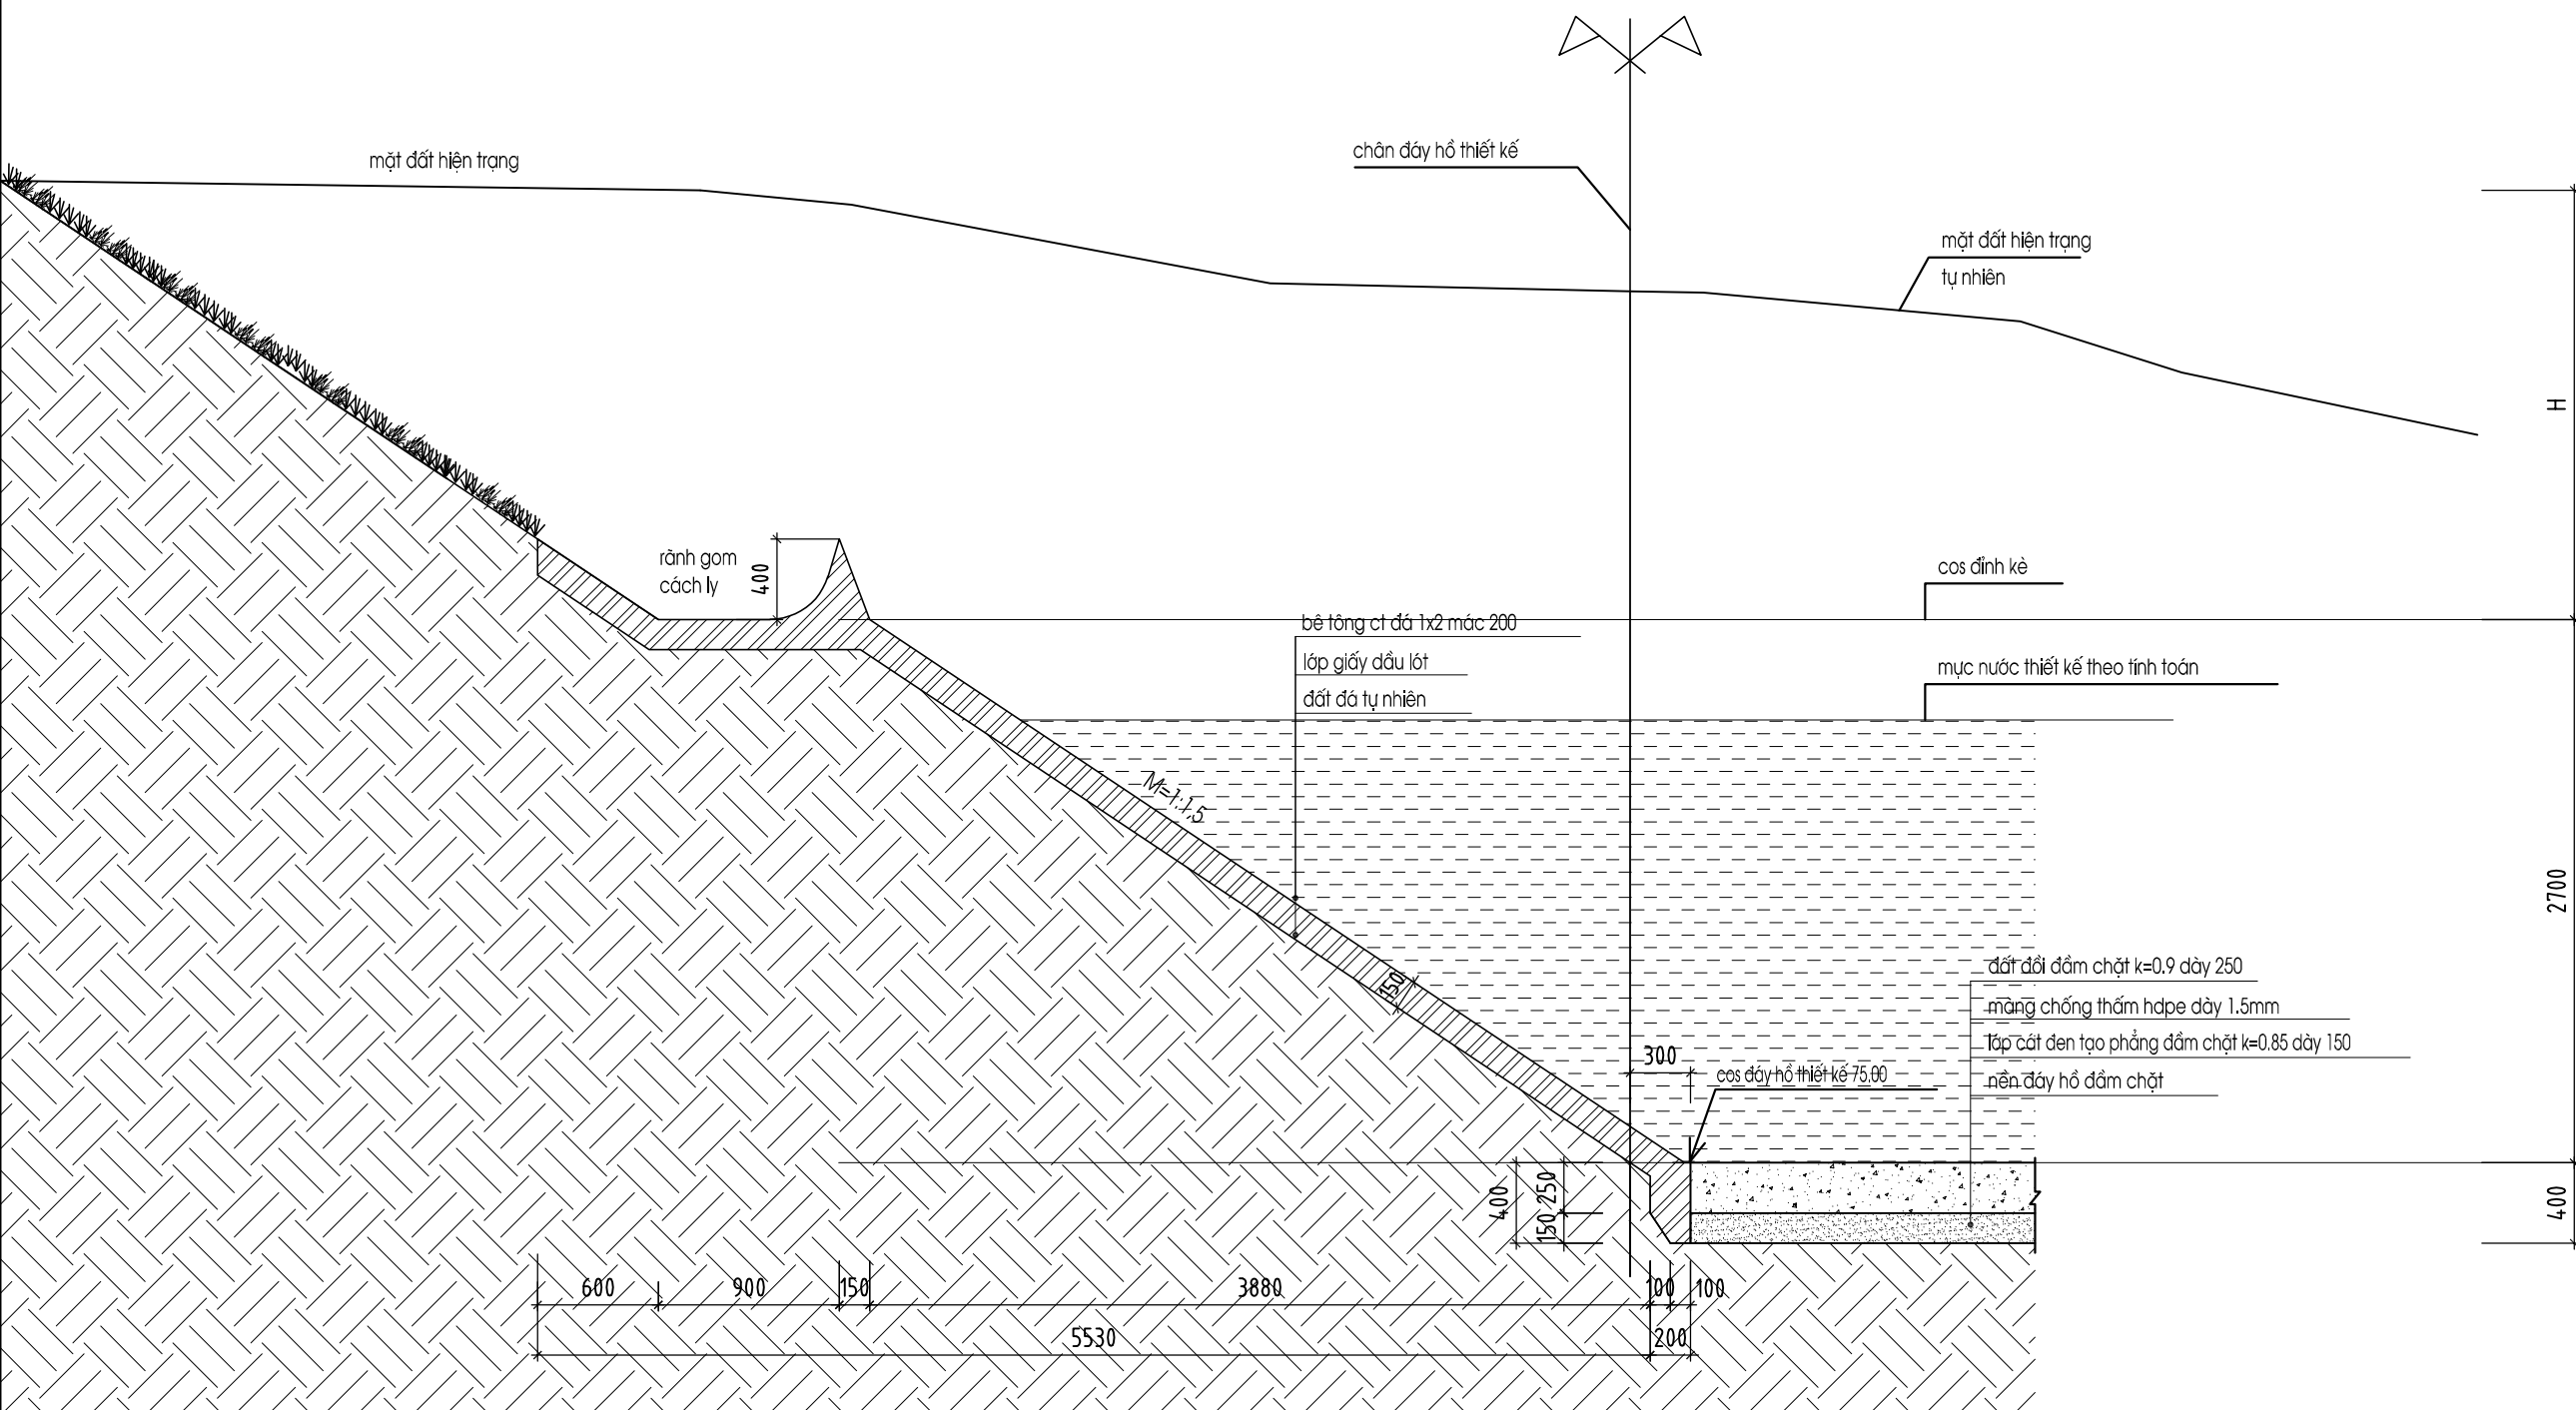 chân đáy hồ thiết kế
mặt đất hiện trạng
mặt đất hiện trạng
tự nhiên
H
rãnh gom
cách ly
400
cos đỉnh kè
bê tông ct đá 1x2 mác 200
lớp giấy dầu lót
đất đá tự nhiên
mực nước thiết kế theo tính toán
M=1:1,5
2700
150
đất đồi đầm chặt k=0.9 dày 250
màng chống thấm hdpe dày 1.5mm
lớp cát đen tạo phẳng đầm chặt k=0.85 dày 150
nền đáy hồ đầm chặt
300
cos đáy hồ thiết kế 75.00
400
250
150
400
600
900
150
3880
100
100
5530
200